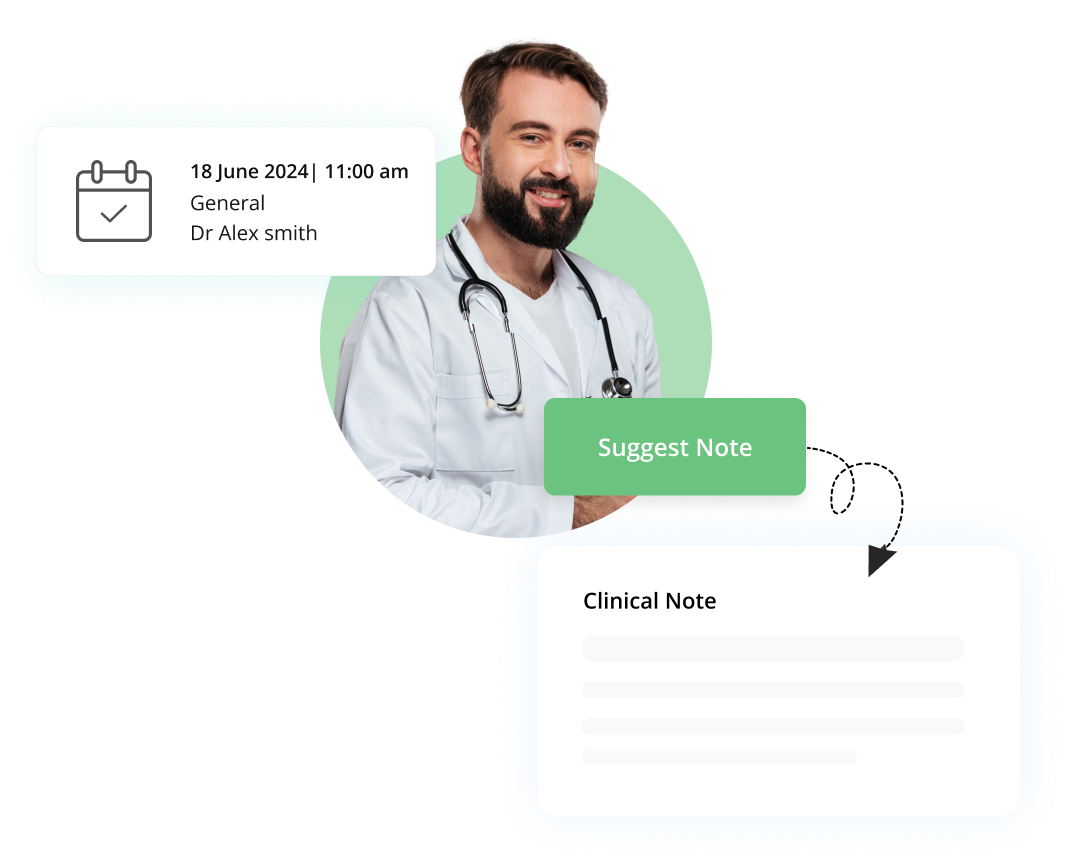 18 June 2024| 11:00 am
General
Dr Alex smith
Suggest Note
Clinical Note